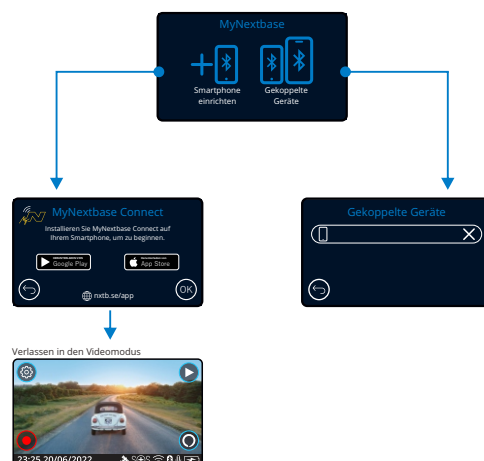 MyNextbase
Smartphone
einrichten
Gekoppelte
Geräte
MyNextbase Connect
Installieren Sie MyNextbase Connect auf
Ihrem Smartphone, um zu beginnen.
Google Play
App Store
nxtb.se/app
OK
Gekoppelte Geräte
Verlassen in den Videomodus
23:25 20/06/2022
SOS